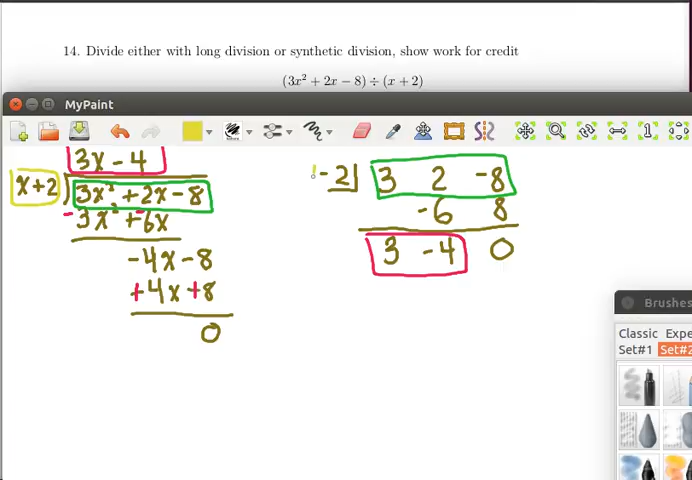 14. Divide either with long division or synthetic division, show work for credit
(3x² + 2x − 8) ÷ (x + 2)
MyPaint
3x - 4
x+2 3x² + 2x - 8
- 3x² + 6x
-4x - 8
+4x + 8
0
-2 3 2 -8
-6 8
3 -4 0
Brushes
Classic
Set#1 Set#2